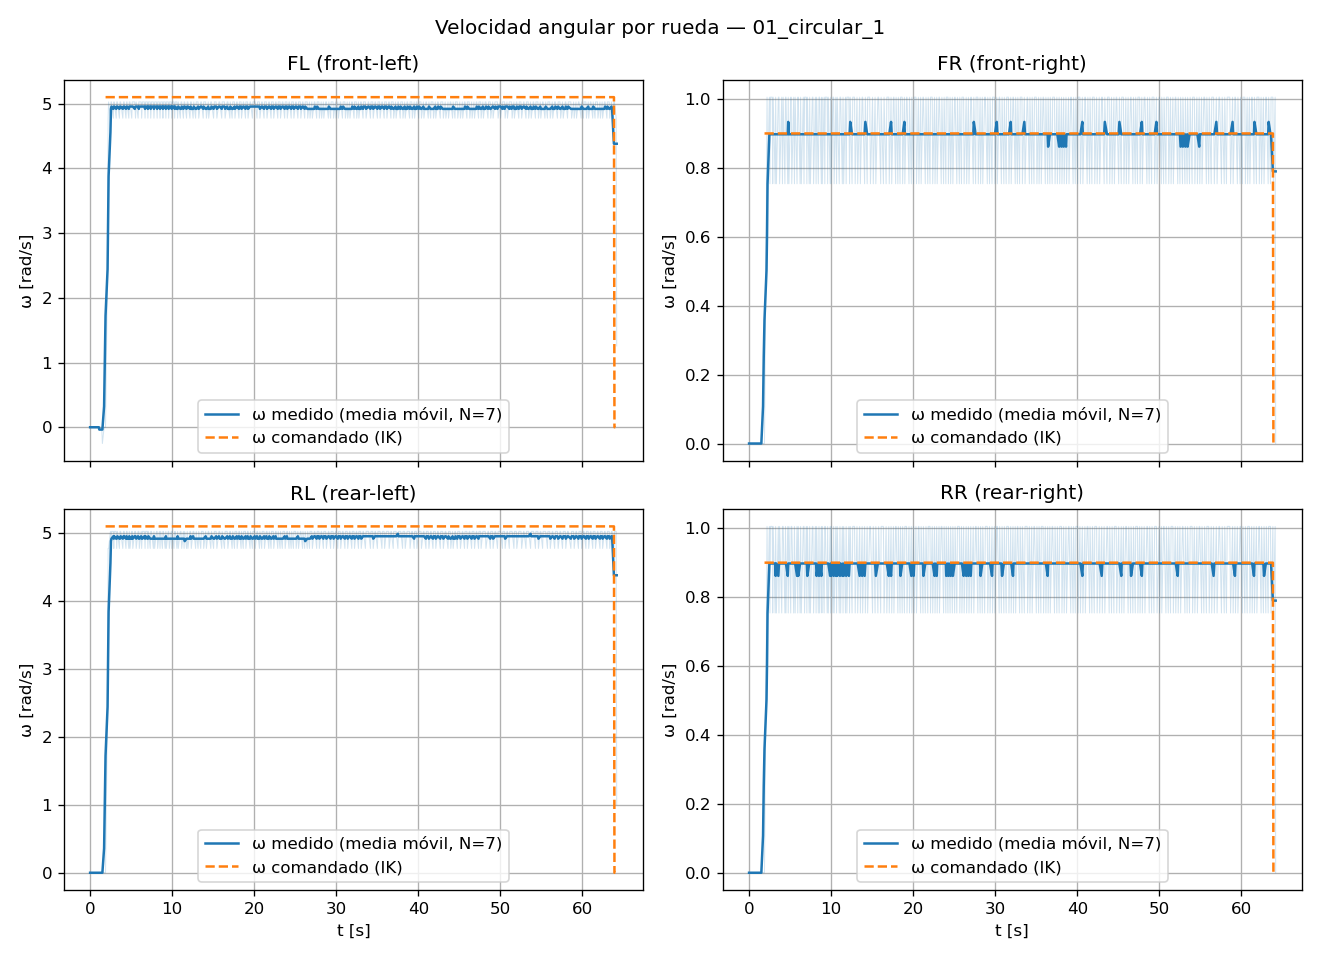 Velocidad angular por rueda — 01_circular_1
FL (front-left)
ω [rad/s]
5
4
3
2
1
0
ω medido (media móvil, N=7)
ω comandado (IK)
FR (front-right)
ω [rad/s]
1.0
0.8
0.6
0.4
0.2
0.0
ω medido (media móvil, N=7)
ω comandado (IK)
RL (rear-left)
ω [rad/s]
5
4
3
2
1
0
ω medido (media móvil, N=7)
ω comandado (IK)
0 10 20 30 40 50 60
t [s]
RR (rear-right)
ω [rad/s]
1.0
0.8
0.6
0.4
0.2
0.0
ω medido (media móvil, N=7)
ω comandado (IK)
0 10 20 30 40 50 60
t [s]